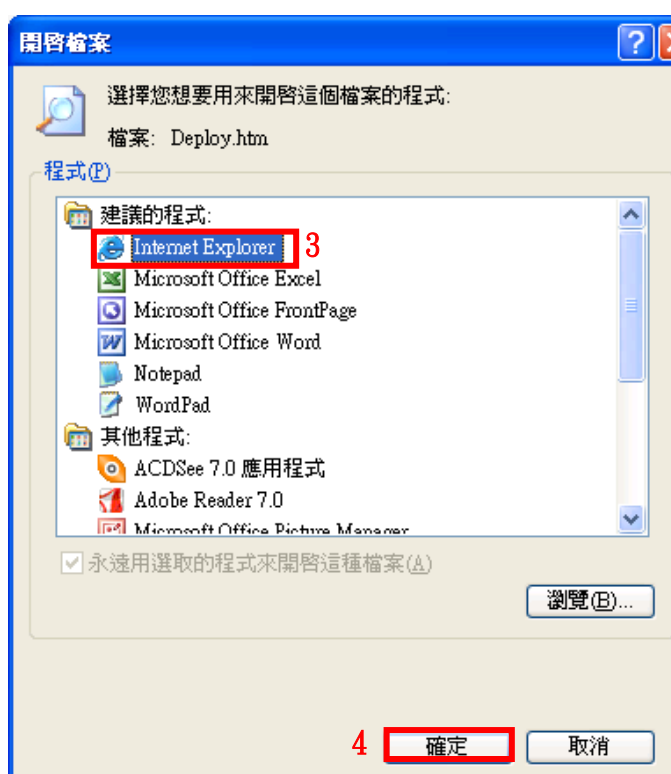 開啓檔案
選擇您想要用來開啓這個檔案的程式:
檔案: Deploy.htm
程式(P)
建議的程式:
Internet Explorer 3
Microsoft Office Excel
Microsoft Office FrontPage
Microsoft Office Word
Notepad
WordPad
其他程式:
ACDSee 7.0 應用程式
Adobe Reader 7.0
Microsoft Office Picture Manager
永遠用選取的程式來開啓這種檔案(A)
瀏覽(B)...
4 確定 取消